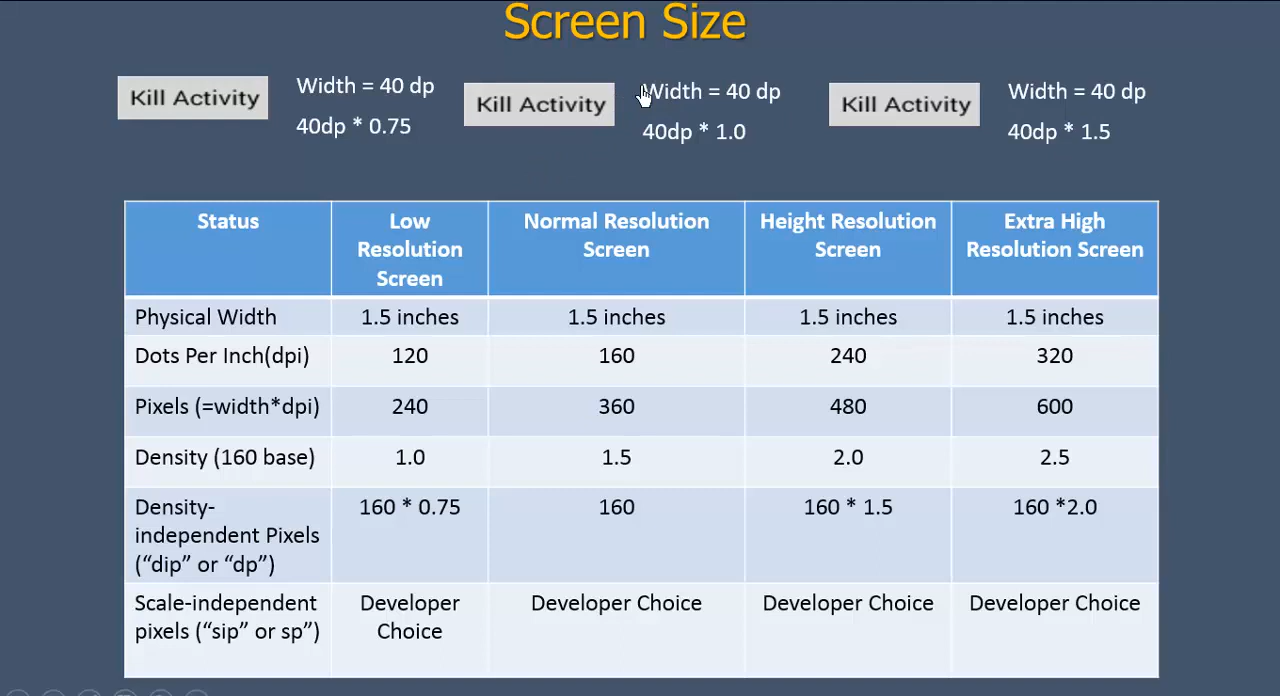 Screen Size
Kill Activity
Width = 40 dp
40dp * 0.75
Kill Activity
Width = 40 dp
40dp * 1.0
Kill Activity
Width = 40 dp
40dp * 1.5
Status
Low
Resolution
Screen
Normal Resolution
Screen
Height Resolution
Screen
Extra High
Resolution Screen
Physical Width
1.5 inches
1.5 inches
1.5 inches
1.5 inches
Dots Per Inch(dpi)
120
160
240
320
Pixels (=width*dpi)
240
360
480
600
Density (160 base)
1.0
1.5
2.0
2.5
Density-
independent Pixels
(“dip” or “dp”)
160 * 0.75
160
160 * 1.5
160 *2.0
Scale-independent
pixels (“sip” or sp”)
Developer
Choice
Developer Choice
Developer Choice
Developer Choice